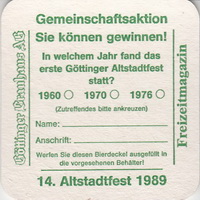 Gemeinschaftsaktion
Sie können gewinnen!
In welchem Jahr fand das
erste Göttinger Altstadtfest
statt?
1960 ○ 1970 ○ 1976 ○
(Zutreffendes bitte ankreuzen)
Name:
Anschrift:
Werfen Sie diesen Bierdeckel ausgefüllt in
die vorgesehenen Behälter!
14. Altstadtfest 1989
Göttinger Brauhaus AG
Freizeitmagazin